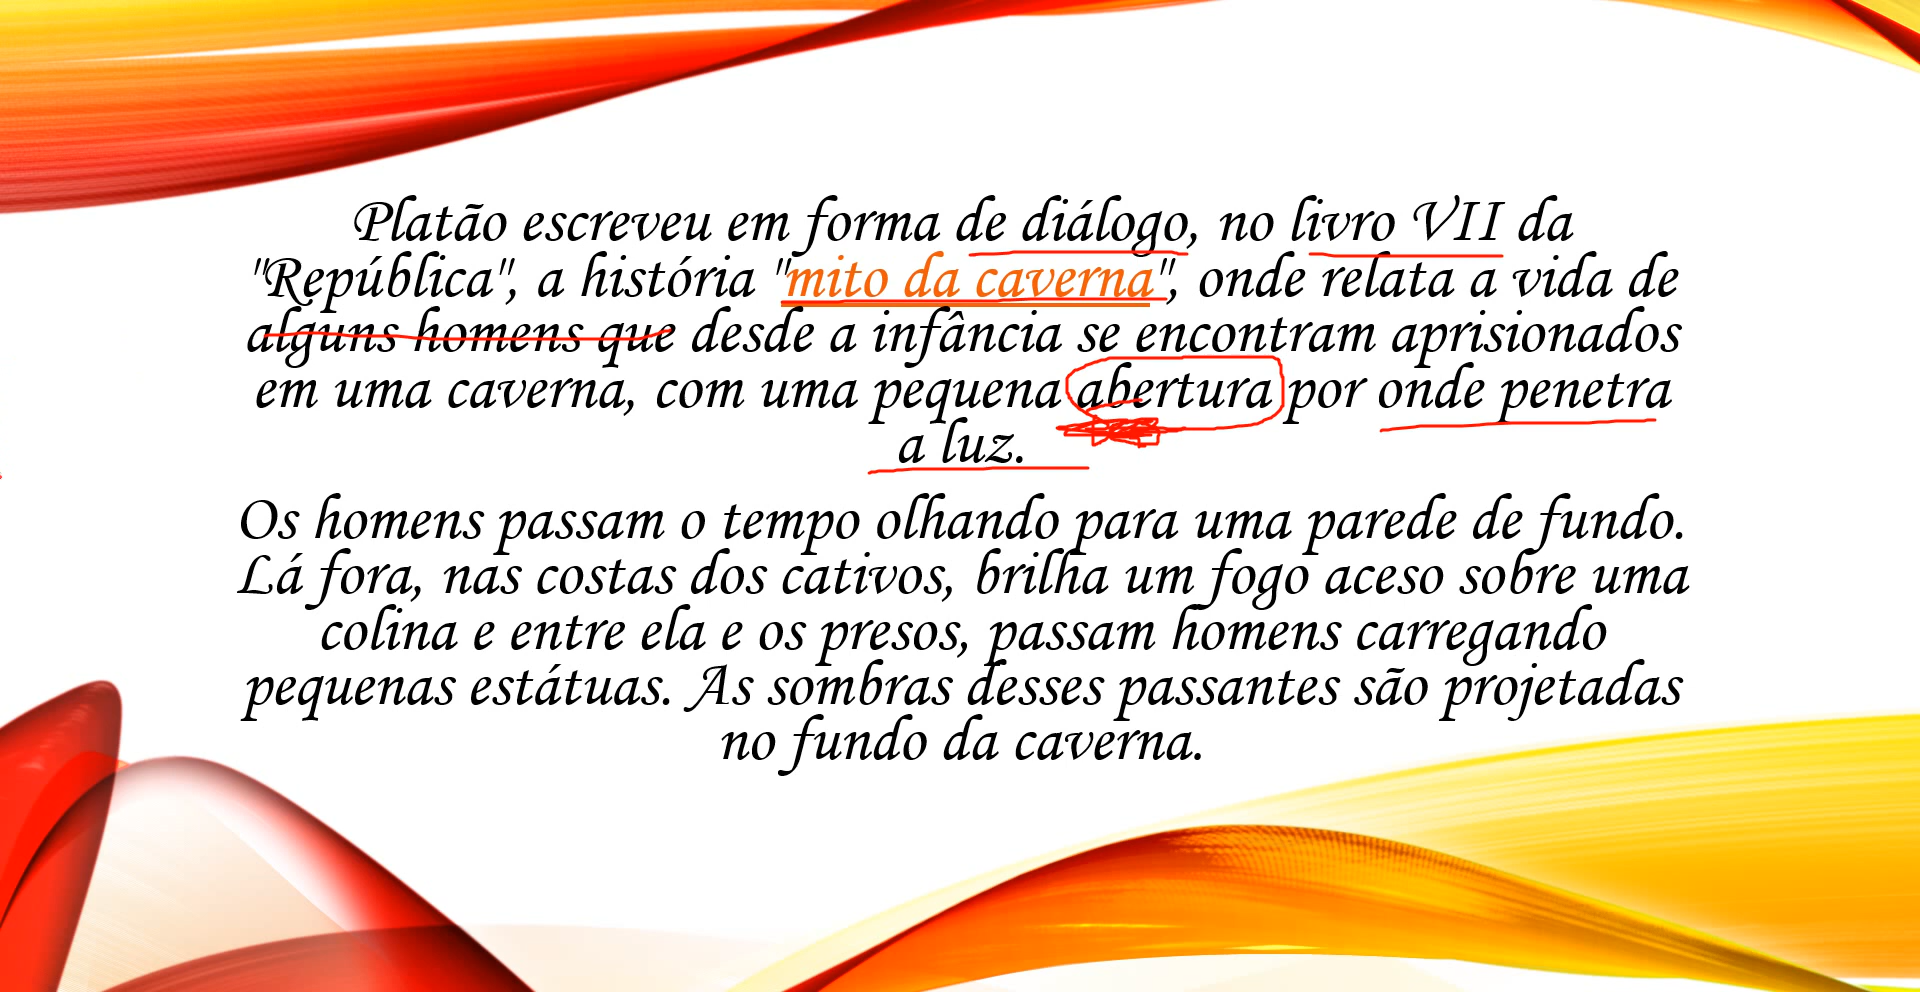 Platão escreveu em forma de diálogo, no livro VII da
"República", a história "mito da caverna", onde relata a vida de
alguns homens que desde a infância se encontram aprisionados
em uma caverna, com uma pequena abertura por onde penetra
a luz.
Os homens passam o tempo olhando para uma parede de fundo.
Lá fora, nas costas dos cativos, brilha um fogo aceso sobre uma
colina e entre ela e os presos, passam homens carregando
pequenas estátuas. As sombras desses passantes são projetadas
no fundo da caverna.